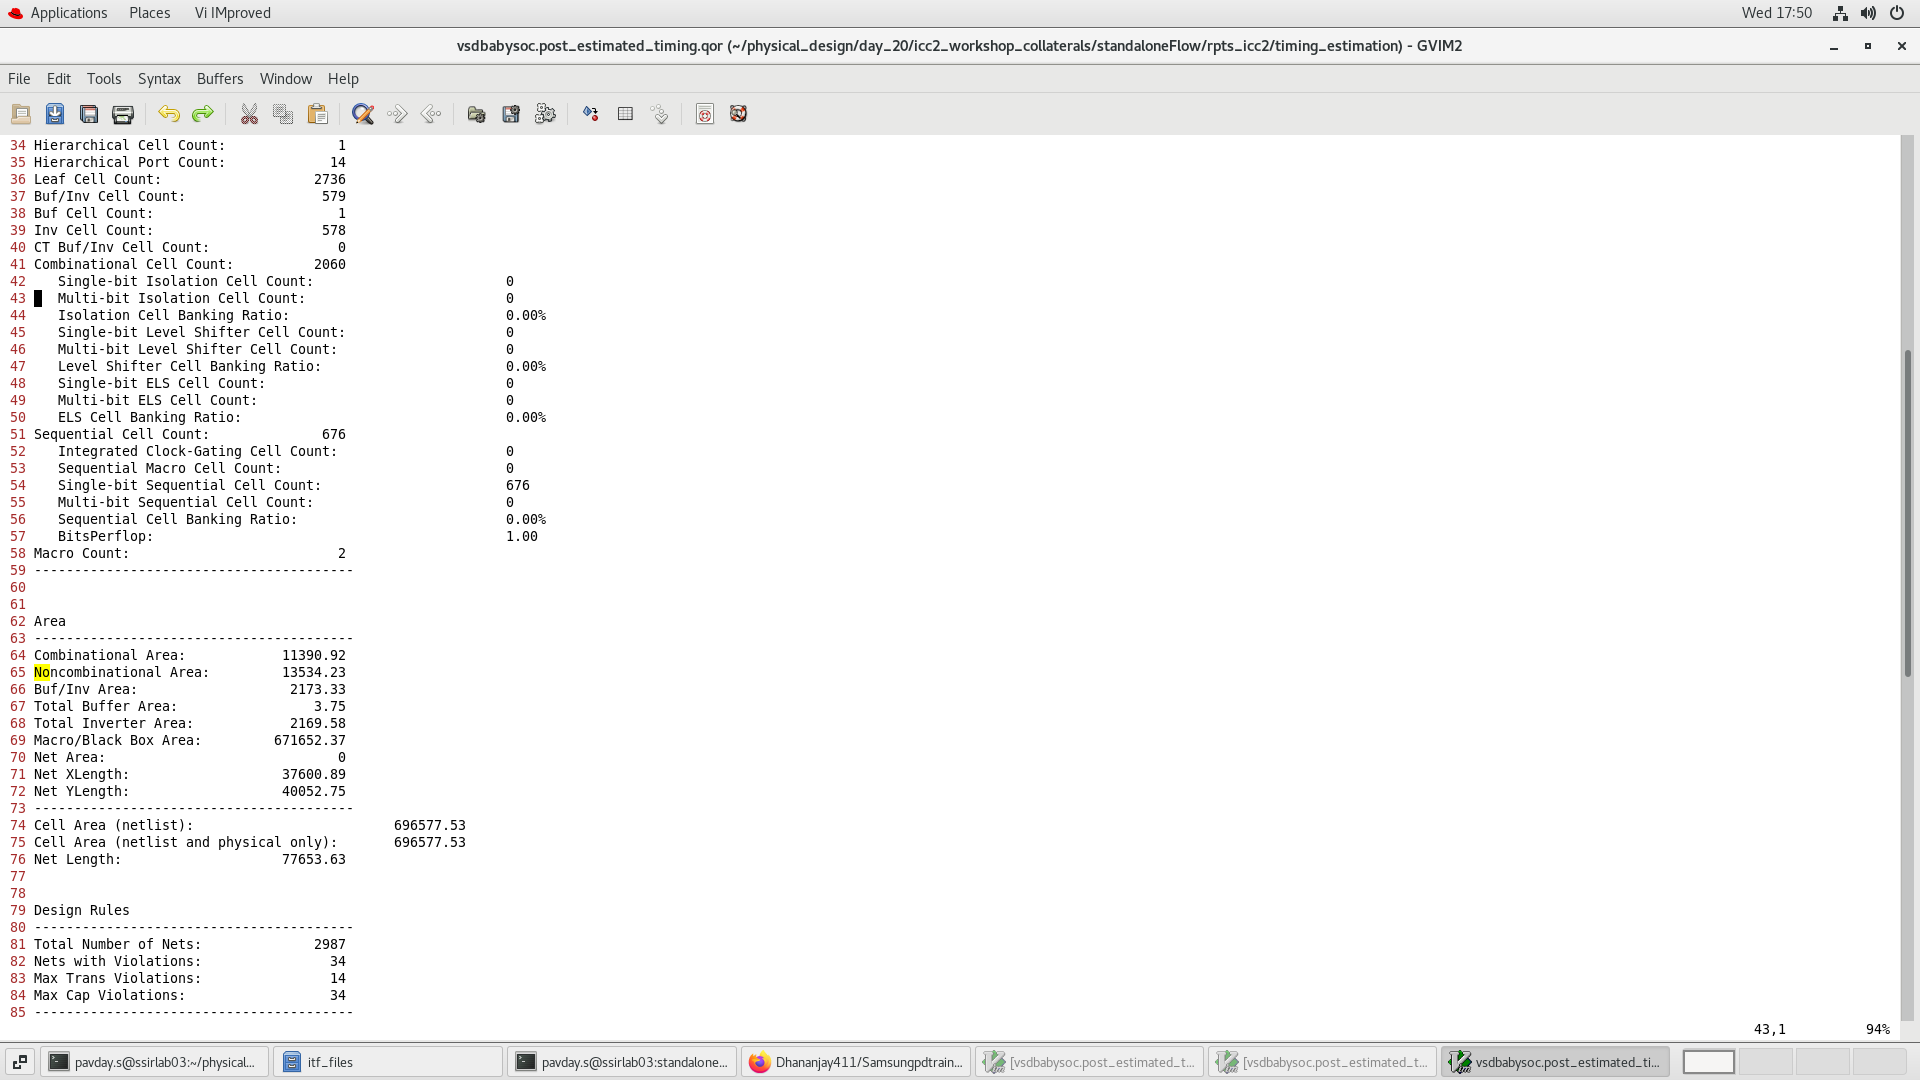 Applications Places Vi IMproved Wed 17:50
vsdbabysoc.post_estimated_timing.qor (~/physical_design/day_20/icc2_workshop_collaterals/standaloneFlow/rpts_icc2/timing_estimation) - GVIM2
File Edit Tools Syntax Buffers Window Help
34 Hierarchical Cell Count: 1
35 Hierarchical Port Count: 14
36 Leaf Cell Count: 2736
37 Buf/Inv Cell Count: 579
38 Buf Cell Count: 1
39 Inv Cell Count: 578
40 CT Buf/Inv Cell Count: 0
41 Combinational Cell Count: 2060
42 Single-bit Isolation Cell Count: 0
43 Multi-bit Isolation Cell Count: 0
44 Isolation Cell Banking Ratio: 0.00%
45 Single-bit Level Shifter Cell Count: 0
46 Multi-bit Level Shifter Cell Count: 0
47 Level Shifter Cell Banking Ratio: 0.00%
48 Single-bit ELS Cell Count: 0
49 Multi-bit ELS Cell Count: 0
50 ELS Cell Banking Ratio: 0.00%
51 Sequential Cell Count: 676
52 Integrated Clock-Gating Cell Count: 0
53 Sequential Macro Cell Count: 0
54 Single-bit Sequential Cell Count: 676
55 Multi-bit Sequential Cell Count: 0
56 Sequential Cell Banking Ratio: 0.00%
57 BitsPerflop: 1.00
58 Macro Count: 2
59 ----------------------------------------
60
61
62 Area
63 ----------------------------------------
64 Combinational Area: 11390.92
65 Noncombinational Area: 13534.23
66 Buf/Inv Area: 2173.33
67 Total Buffer Area: 3.75
68 Total Inverter Area: 2169.58
69 Macro/Black Box Area: 671652.37
70 Net Area: 0
71 Net XLength: 37600.89
72 Net YLength: 40052.75
73 ----------------------------------------
74 Cell Area (netlist): 696577.53
75 Cell Area (netlist and physical only): 696577.53
76 Net Length: 77653.63
77
78
79 Design Rules
80 ----------------------------------------
81 Total Number of Nets: 2987
82 Nets with Violations: 34
83 Max Trans Violations: 14
84 Max Cap Violations: 34
85 ----------------------------------------
43,1 94%
pavday.s@ssirlab03:~/physical... itf_files pavday.s@ssirlab03:standalone... Dhananjay411/Samsungpdtrain... [vsdbabysoc.post_estimated_t... [vsdbabysoc.post_estimated_t... vsdbabysoc.post_estimated_ti...